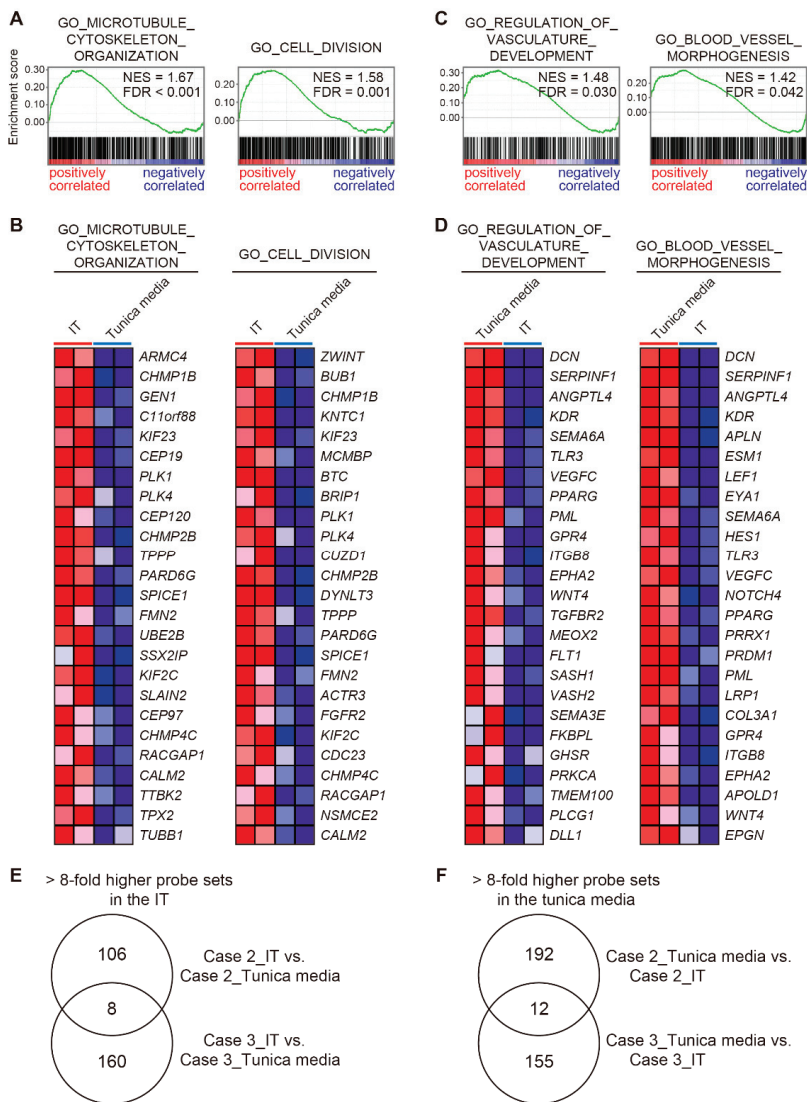 A
GO_MICROTUBULE_
CYTOSKELETON_
ORGANIZATION
GO_CELL_DIVISION
Enrichment score
0.30
0.20
0.10
0.00
NES = 1.67
FDR < 0.001
positively
correlated
negatively
correlated
0.20
0.10
0.00
NES = 1.58
FDR = 0.001
positively
correlated
negatively
correlated
C
GO_REGULATION_OF_
VASCULATURE_
DEVELOPMENT
GO_BLOOD_VESSEL_
MORPHOGENESIS
0.30
0.20
0.10
0.00
NES = 1.48
FDR = 0.030
positively
correlated
negatively
correlated
0.20
0.10
0.00
NES = 1.42
FDR = 0.042
positively
correlated
negatively
correlated
B
GO_MICROTUBULE_
CYTOSKELETON_
ORGANIZATION
IT
Tunica media
ARMC4
CHMP1B
GEN1
C11orf88
KIF23
CEP19
PLK1
PLK4
CEP120
CHMP2B
TPPP
PARD6G
SPICE1
FMN2
UBE2B
SSX2IP
KIF2C
SLAIN2
CEP97
CHMP4C
RACGAP1
CALM2
TTBK2
TPX2
TUBB1
GO_CELL_DIVISION
IT
Tunica media
ZWINT
BUB1
CHMP1B
KNTC1
KIF23
MCMBP
BTC
BRIP1
PLK1
PLK4
CUZD1
CHMP2B
DYNLT3
TPPP
PARD6G
SPICE1
FMN2
ACTR3
FGFR2
KIF2C
CDC23
CHMP4C
RACGAP1
NSMCE2
CALM2
D
GO_REGULATION_OF_
VASCULATURE_
DEVELOPMENT
Tunica media
IT
DCN
SERPINF1
ANGPTL4
KDR
SEMA6A
TLR3
VEGFC
PPARG
PML
GPR4
ITGB8
EPHA2
WNT4
TGFBR2
MEOX2
FLT1
SASH1
VASH2
SEMA3E
FKBPL
GHSR
PRKCA
TMEM100
PLCG1
DLL1
GO_BLOOD_VESSEL_
MORPHOGENESIS
Tunica media
IT
DCN
SERPINF1
ANGPTL4
KDR
APLN
ESM1
LEF1
EYA1
SEMA6A
HES1
TLR3
VEGFC
NOTCH4
PPARG
PRRX1
PRDM1
PML
LRP1
COL3A1
GPR4
ITGB8
EPHA2
APOLD1
WNT4
EPGN
E
> 8-fold higher probe sets
in the IT
106
Case 2_IT vs.
Case 2_Tunica media
8
160
Case 3_IT vs.
Case 3_Tunica media
F
> 8-fold higher probe sets
in the tunica media
192
Case 2_Tunica media vs.
Case 2_IT
12
155
Case 3_Tunica media vs.
Case 3_IT